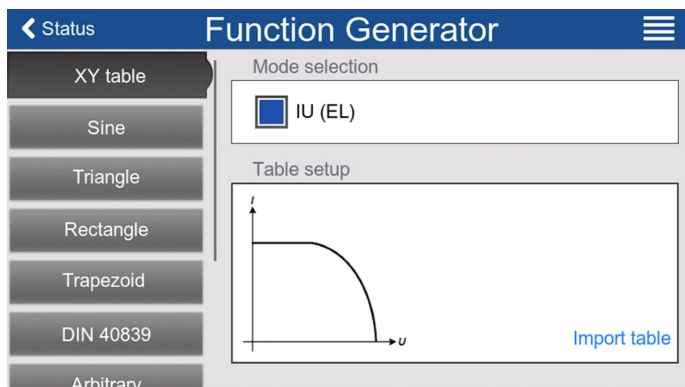 Status
Function Generator
XY table
Sine
Triangle
Rectangle
Trapezoid
DIN 40839
Arbitrary
Mode selection
IU (EL)
Table setup
I
U
Import table